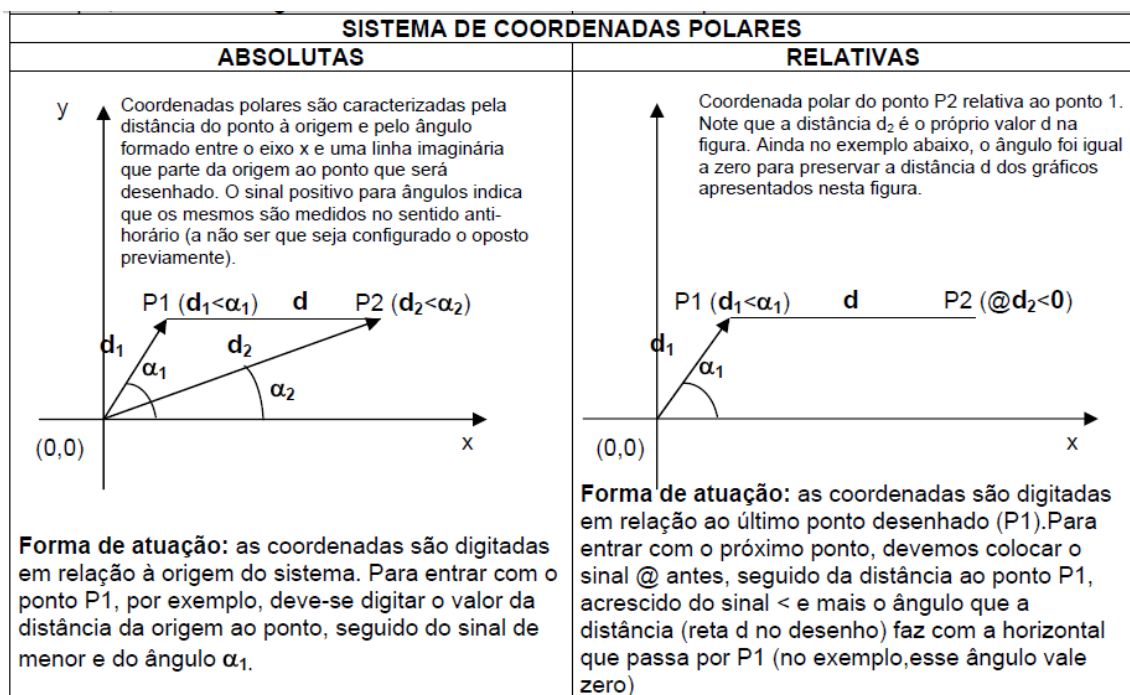 SISTEMA DE COORDENADAS POLARES
ABSOLUTAS
y
Coordenadas polares são caracterizadas pela
distância do ponto à origem e pelo ângulo
formado entre o eixo x e uma linha imaginária
que parte da origem ao ponto que será
desenhado. O sinal positivo para ângulos indica
que os mesmos são medidos no sentido anti-
horário (a não ser que seja configurado o oposto
previamente).
P1 (d₁<α₁) d P2 (d₂<α₂)
d₁ d₂
α₁
α₂
(0,0) x
Forma de atuação: as coordenadas são digitadas
em relação à origem do sistema. Para entrar com o
ponto P1, por exemplo, deve-se digitar o valor da
distância da origem ao ponto, seguido do sinal de
menor e do ângulo α₁.
RELATIVAS
Coordenada polar do ponto P2 relativa ao ponto 1.
Note que a distância d₂ é o próprio valor d na
figura. Ainda no exemplo abaixo, o ângulo foi igual
a zero para preservar a distância d dos gráficos
apresentados nesta figura.
P1 (d₁<α₁) d P2 (@d₂<0)
d₁
α₁
(0,0) x
Forma de atuação: as coordenadas são digitadas
em relação ao último ponto desenhado (P1).Para
entrar com o próximo ponto, devemos colocar o
sinal @ antes, seguido da distância ao ponto P1,
acrescido do sinal < e mais o ângulo que a
distância (reta d no desenho) faz com a horizontal
que passa por P1 (no exemplo,esse ângulo vale
zero)